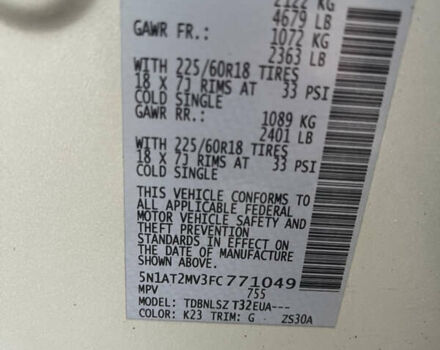 2122 KG
4679 LB
GAWR FR.: 1072 KG
2363 LB
WITH 225/60R18 TIRES
18 X 7J RIMS AT 33 PSI
COLD SINGLE
GAWR RR.: 1089 KG
2401 LB
WITH 225/60R18 TIRES
18 X 7J RIMS AT 33 PSI
COLD SINGLE
THIS VEHICLE CONFORMS TO
ALL APPLICABLE FEDERAL
MOTOR VEHICLE SAFETY AND
THEFT PREVENTION
STANDARDS IN EFFECT ON
THE DATE OF MANUFACTURE
SHOWN ABOVE.
5N1AT2MV3FC771049
MPV 755
MODEL: TDBNLSZ T32EUA---
COLOR: K23 TRIM: G ZS30A